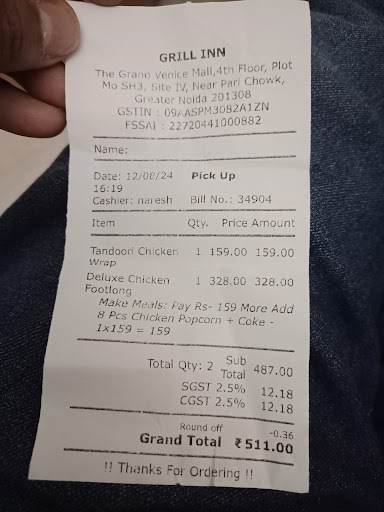 GRILL INN
The Grand Venice Mall,4th Floor, Plot
No SH3, Site IV, Near Pari Chowk,
Greater Noida 201308
GSTIN : 09AASPM3082A1ZN
FSSAI : 22720441000882
Name:
Date: 12/08/24 Pick Up
16:19
Cashier: naresh Bill No.: 34904
Item Qty. Price Amount
Tandoori Chicken 1 159.00 159.00
Wrap
Deluxe Chicken 1 328.00 328.00
Footlong
Make Meals: Pay Rs- 159 More Add
8 Pcs Chicken Popcorn + Coke -
1x159 = 159
Total Qty: 2 Sub Total 487.00
SGST 2.5% 12.18
CGST 2.5% 12.18
Round off -0.36
Grand Total ₹511.00
!! Thanks For Ordering !!